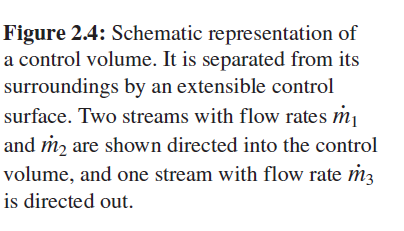 Figure 2.4: Schematic representation of
a control volume. It is separated from its
surroundings by an extensible control
surface. Two streams with flow rates ṁ₁
and ṁ₂ are shown directed into the control
volume, and one stream with flow rate ṁ₃
is directed out.